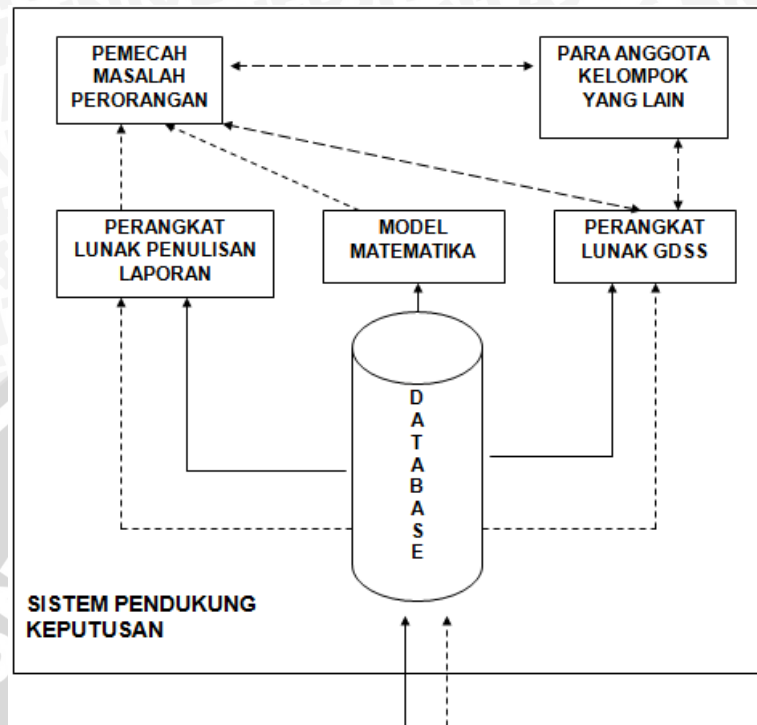 PEMECAH
MASALAH
PERORANGAN
PARA ANGGOTA
KELOMPOK
YANG LAIN
PERANGKAT
LUNAK PENULISAN
LAPORAN
MODEL
MATEMATIKA
PERANGKAT
LUNAK GDSS
D
A
T
A
B
A
S
E
SISTEM PENDUKUNG
KEPUTUSAN